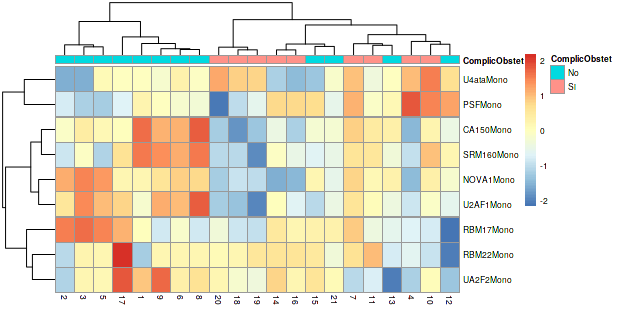 ComplicObstet
ComplicObstet
No
SI
U4ataMono
PSFMono
CA150Mono
SRM160Mono
NOVA1Mono
U2AF1Mono
RBM17Mono
RBM22Mono
UA2F2Mono
2
1
0
-1
-2
2 3 5 17 1 9 6 8 20 18 19 14 16 15 21 7 11 13 4 10 12